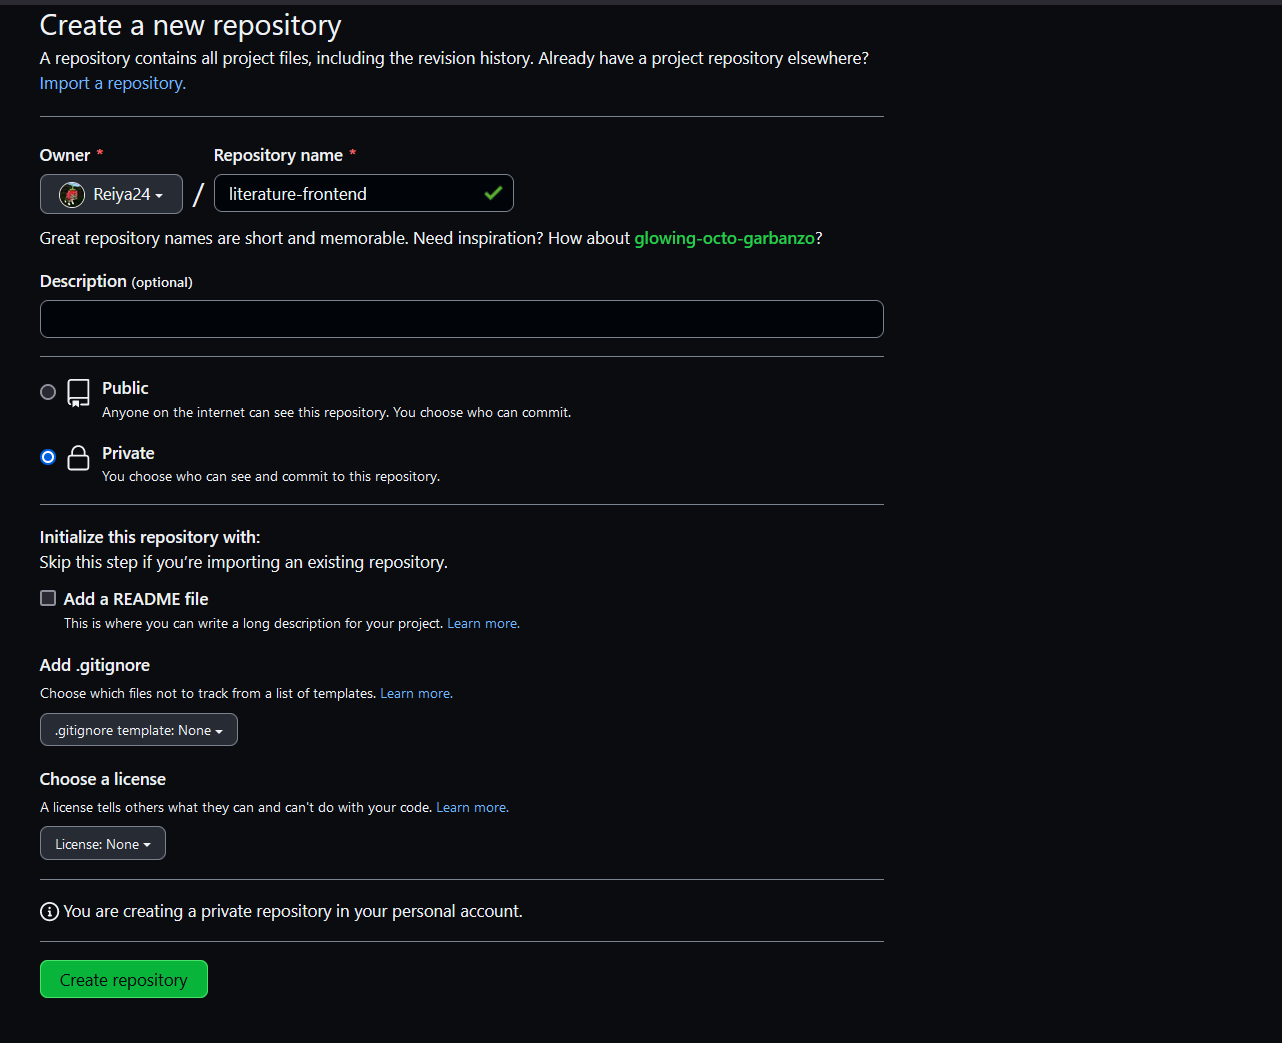 Create a new repository
A repository contains all project files, including the revision history. Already have a project repository elsewhere?
Import a repository.
Owner * Repository name *
Reiya24 / literature-frontend
Great repository names are short and memorable. Need inspiration? How about glowing-octo-garbanzo?
Description (optional)
Public
Anyone on the internet can see this repository. You choose who can commit.
Private
You choose who can see and commit to this repository.
Initialize this repository with:
Skip this step if you’re importing an existing repository.
Add a README file
This is where you can write a long description for your project. Learn more.
Add .gitignore
Choose which files not to track from a list of templates. Learn more.
.gitignore template: None
Choose a license
A license tells others what they can and can't do with your code. Learn more.
License: None
You are creating a private repository in your personal account.
Create repository